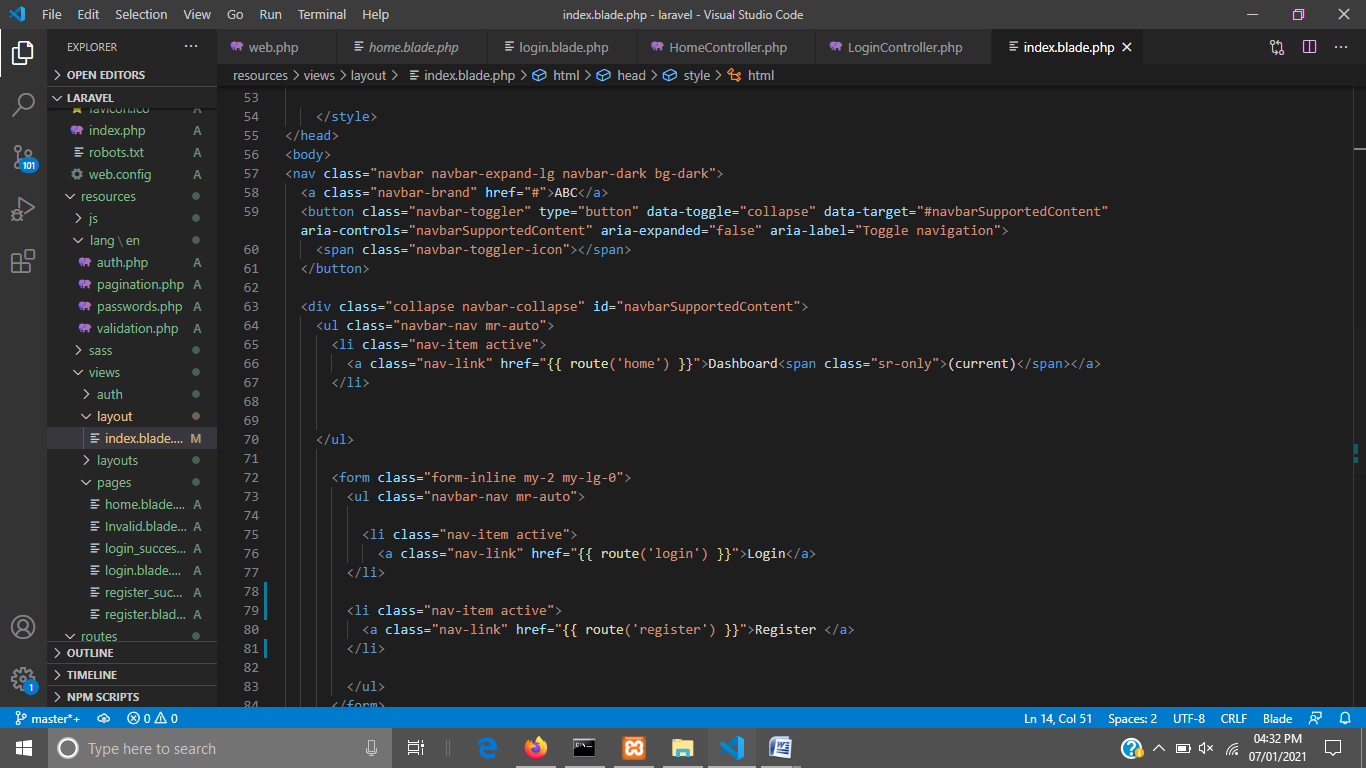 File Edit Selection View Go Run Terminal Help index.blade.php - laravel - Visual Studio Code
EXPLORER ···
web.php home.blade.php login.blade.php HomeController.php LoginController.php index.blade.php
OPEN EDITORS
resources > views > layout > index.blade.php > html > head > style > html
LARAVEL
favicon.ico A
index.php A
robots.txt A
web.config A
resources
js
lang \ en
auth.php A
pagination.php A
passwords.php A
validation.php A
sass
views
auth
layout
index.blade.... M
layouts
pages
home.blade.... A
Invalid.blade... A
login_succes... A
login.blade.... A
register_suc... A
register.blad... A
routes
OUTLINE
TIMELINE
NPM SCRIPTS
101
1
53
54 </style>
55 </head>
56 <body>
57 <nav class="navbar navbar-expand-lg navbar-dark bg-dark">
58 <a class="navbar-brand" href="#">ABC</a>
59 <button class="navbar-toggler" type="button" data-toggle="collapse" data-target="#navbarSupportedContent"
aria-controls="navbarSupportedContent" aria-expanded="false" aria-label="Toggle navigation">
60 <span class="navbar-toggler-icon"></span>
61 </button>
62
63 <div class="collapse navbar-collapse" id="navbarSupportedContent">
64 <ul class="navbar-nav mr-auto">
65 <li class="nav-item active">
66 <a class="nav-link" href="{{ route('home') }}">Dashboard<span class="sr-only">(current)</span></a>
67 </li>
68
69
70 </ul>
71
72 <form class="form-inline my-2 my-lg-0">
73 <ul class="navbar-nav mr-auto">
74
75 <li class="nav-item active">
76 <a class="nav-link" href="{{ route('login') }}">Login</a>
77 </li>
78
79 <li class="nav-item active">
80 <a class="nav-link" href="{{ route('register') }}">Register </a>
81 </li>
82
83 </ul>
84 </form>
master*+ 0 0 Ln 14, Col 51 Spaces: 2 UTF-8 CRLF Blade
Type here to search
04:32 PM
07/01/2021